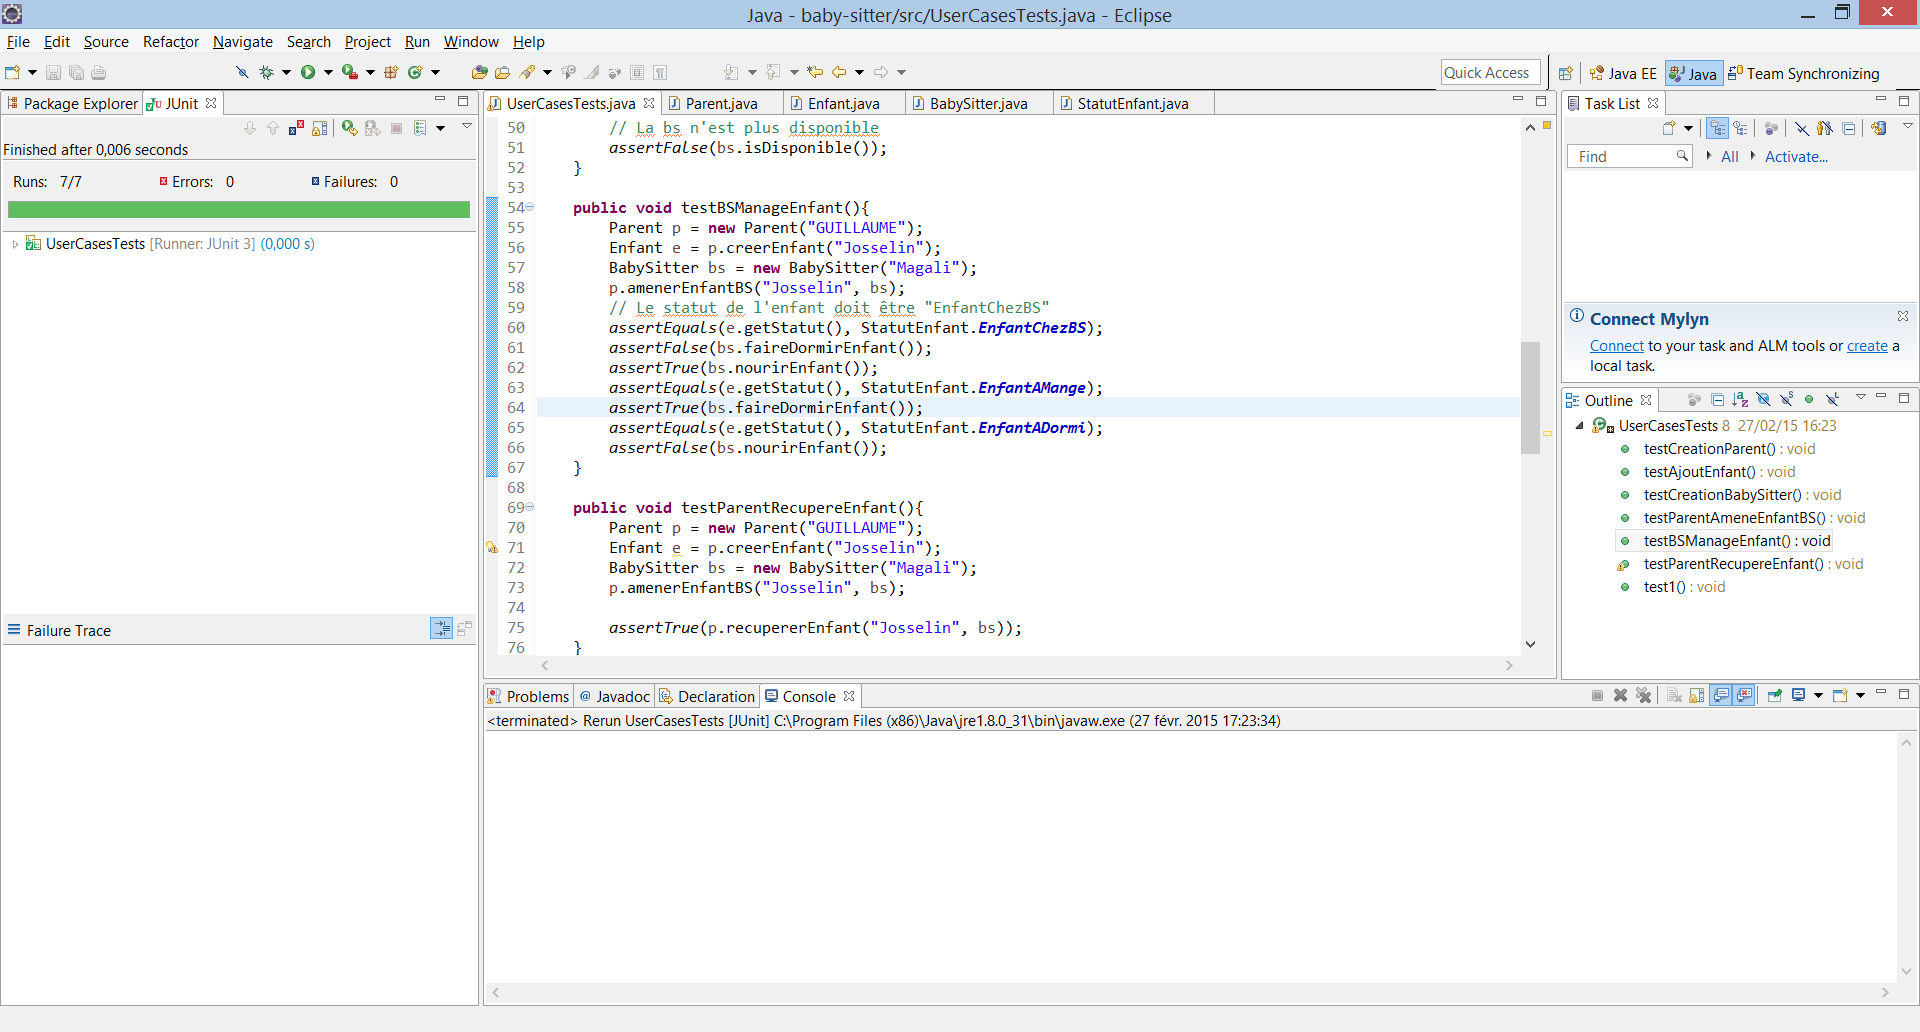 Java - baby-sitter/src/UserCasesTests.java - Eclipse
File Edit Source Refactor Navigate Search Project Run Window Help
Quick Access
Java EE
Java
Team Synchronizing
Package Explorer
JUnit
Finished after 0,006 seconds
Runs: 7/7 Errors: 0 Failures: 0
UserCasesTests [Runner: JUnit 3] (0,000 s)
Failure Trace
UserCasesTests.java
Parent.java
Enfant.java
BabySitter.java
StatutEnfant.java
50 // La bs n'est plus disponible
51 assertFalse(bs.isDisponible());
52 }
53
54 public void testBSManageEnfant(){
55 Parent p = new Parent("GUILLAUME");
56 Enfant e = p.creerEnfant("Josselin");
57 BabySitter bs = new BabySitter("Magali");
58 p.amenerEnfantBS("Josselin", bs);
59 // Le statut de l'enfant doit être "EnfantChezBS"
60 assertEquals(e.getStatut(), StatutEnfant.EnfantChezBS);
61 assertFalse(bs.faireDormirEnfant());
62 assertTrue(bs.nourirEnfant());
63 assertEquals(e.getStatut(), StatutEnfant.EnfantAMange);
64 assertTrue(bs.faireDormirEnfant());
65 assertEquals(e.getStatut(), StatutEnfant.EnfantADormi);
66 assertFalse(bs.nourirEnfant());
67 }
68
69 public void testParentRecupereEnfant(){
70 Parent p = new Parent("GUILLAUME");
71 Enfant e = p.creerEnfant("Josselin");
72 BabySitter bs = new BabySitter("Magali");
73 p.amenerEnfantBS("Josselin", bs);
74
75 assertTrue(p.recupererEnfant("Josselin", bs));
76 }
Task List
Find
All
Activate...
Connect Mylyn
Connect to your task and ALM tools or create a
local task.
Outline
UserCasesTests 8 27/02/15 16:23
testCreationParent() : void
testAjoutEnfant() : void
testCreationBabySitter() : void
testParentAmeneEnfantBS() : void
testBSManageEnfant() : void
testParentRecupereEnfant() : void
test1() : void
Problems
@ Javadoc
Declaration
Console
<terminated> Rerun UserCasesTests [JUnit] C:\Program Files (x86)\Java\jre1.8.0_31\bin\javaw.exe (27 févr. 2015 17:23:34)